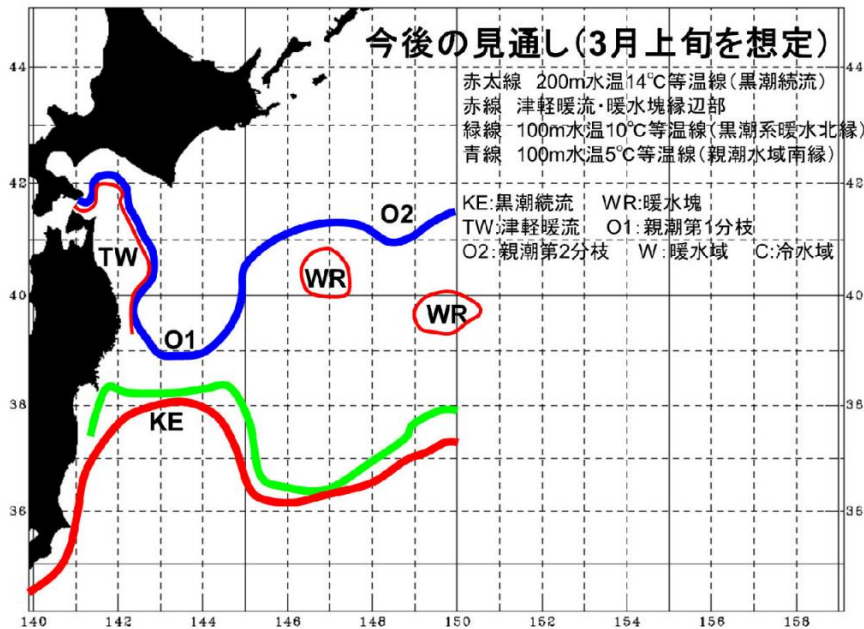 今後の見通し(3月上旬を想定)
赤太線 200m水温14℃等温線(黒潮続流)
赤線 津軽暖流・暖水塊縁辺部
緑線 100m水温10℃等温線(黒潮系暖水北縁)
青線 100m水温5℃等温線(親潮水域南縁)
KE:黒潮続流 WR:暖水塊
TW:津軽暖流 O1:親潮第1分枝
O2:親潮第2分枝 W:暖水域 C:冷水域
44 44
42 42
O2
TW
WR
40 40
WR
O1
38 38
KE
36 36
140 142 144 146 148 150 152 154 156 158